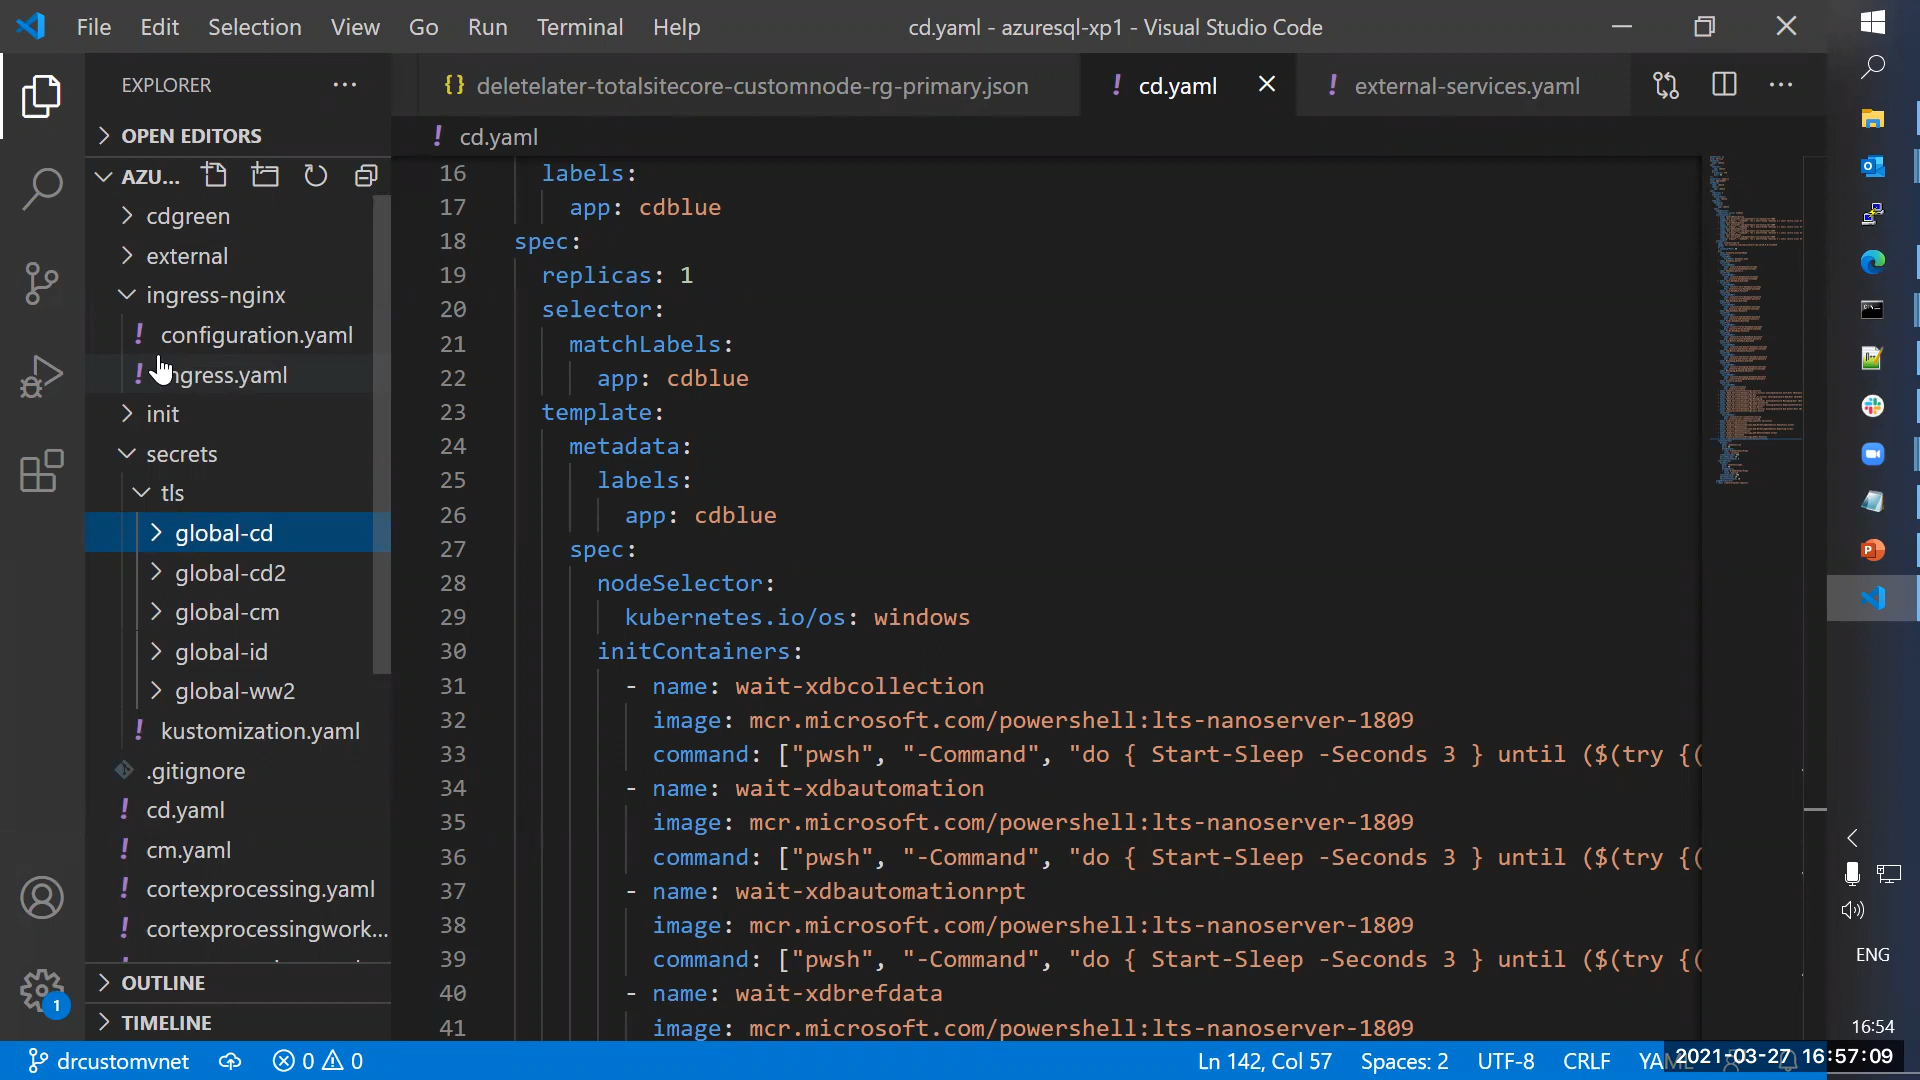 File Edit Selection View Go Run Terminal Help
cd.yaml - azuresql-xp1 - Visual Studio Code
EXPLORER
{} deletelater-totalsitecore-customnode-rg-primary.json
! cd.yaml
! external-services.yaml
OPEN EDITORS
! cd.yaml
AZU...
cdgreen
external
ingress-nginx
! configuration.yaml
! ngress.yaml
init
secrets
tls
global-cd
global-cd2
global-cm
global-id
global-ww2
! kustomization.yaml
.gitignore
! cd.yaml
! cm.yaml
! cortexprocessing.yaml
! cortexprocessingwork...
OUTLINE
TIMELINE
16 labels:
17 app: cdblue
18 spec:
19 replicas: 1
20 selector:
21 matchLabels:
22 app: cdblue
23 template:
24 metadata:
25 labels:
26 app: cdblue
27 spec:
28 nodeSelector:
29 kubernetes.io/os: windows
30 initContainers:
31 - name: wait-xdbcollection
32 image: mcr.microsoft.com/powershell:lts-nanoserver-1809
33 command: ["pwsh", "-Command", "do { Start-Sleep -Seconds 3 } until ($(try {(
34 - name: wait-xdbautomation
35 image: mcr.microsoft.com/powershell:lts-nanoserver-1809
36 command: ["pwsh", "-Command", "do { Start-Sleep -Seconds 3 } until ($(try {(
37 - name: wait-xdbautomationrpt
38 image: mcr.microsoft.com/powershell:lts-nanoserver-1809
39 command: ["pwsh", "-Command", "do { Start-Sleep -Seconds 3 } until ($(try {(
40 - name: wait-xdbrefdata
41 image: mcr.microsoft.com/powershell:lts-nanoserver-1809
1
drcustomvnet
0 0
Ln 142, Col 57 Spaces: 2 UTF-8 CRLF
ENG
16:54
2021-03-27 16:57:09